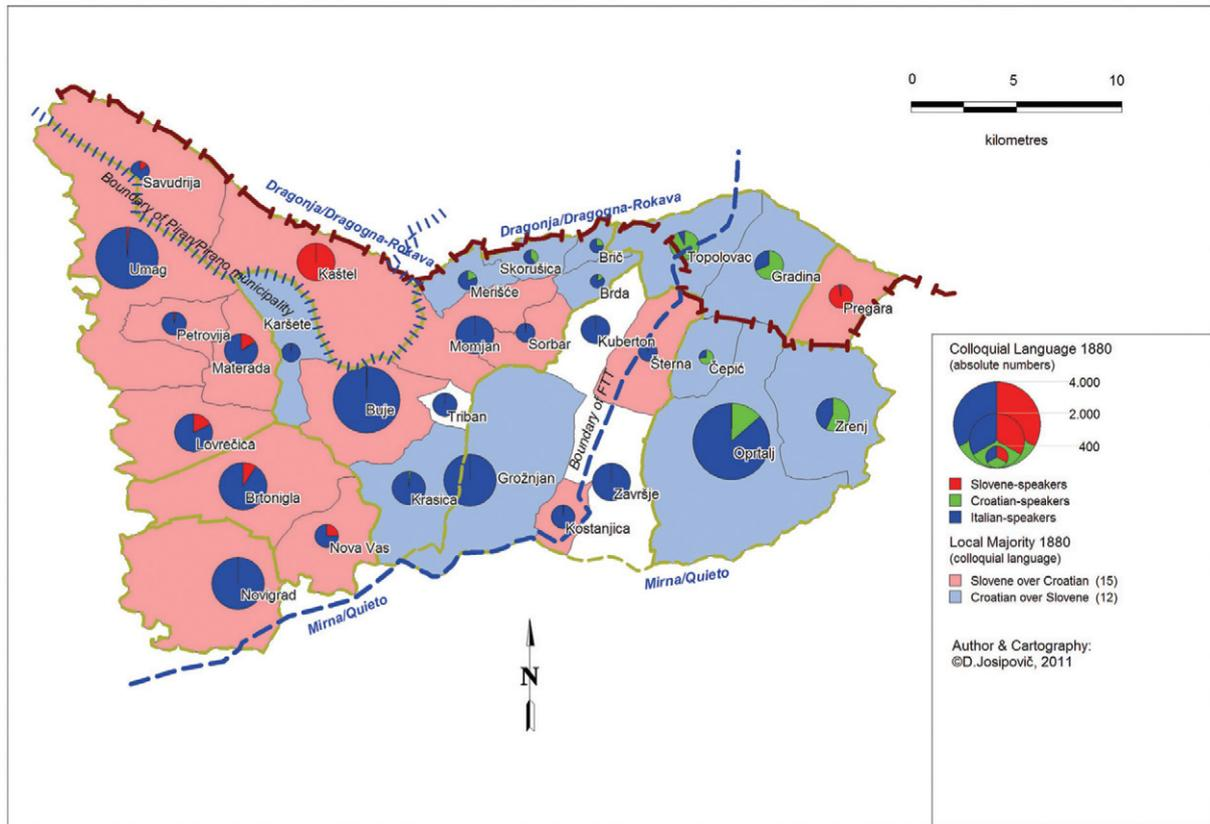 0 5 10
kilometres
Dragonja/Dragogna-Rokava
Dragonja/Dragogna-Rokava
Boundary of Piran/Pirano municipality
Boundary of FTT
Savudrija
Umag
Kaštel
Skorušica
Brič
Topolovac
Gradina
Merišče
Brda
Pregara
Karšete
Petrovija
Materada
Momjan
Sorbar
Kuberton
Šterna
Čepić
Buje
Triban
Lovrečica
Oprtalj
Zrenj
Brtonigla
Krasica
Grožnjan
Završje
Kostanjica
Nova Vas
Novigrad
Mirna/Quieto
Mirna/Quieto
N
Colloquial Language 1880
(absolute numbers)
4.000
2.000
400
Slovene-speakers
Croatian-speakers
Italian-speakers
Local Majority 1880
(colloquial language)
Slovene over Croatian (15)
Croatian over Slovene (12)
Author & Cartography:
©D.Josipovič, 2011